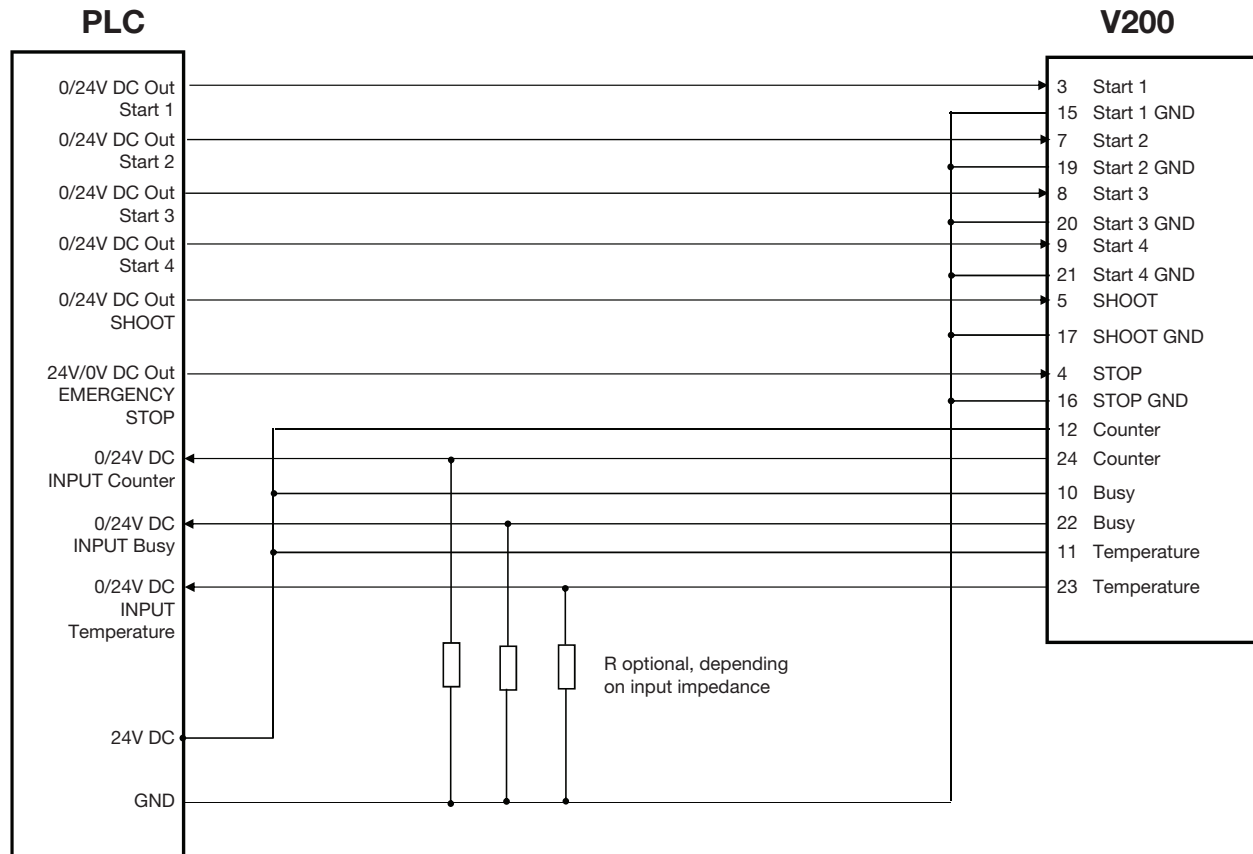 PLC
V200
0/24V DC Out
Start 1
0/24V DC Out
Start 2
0/24V DC Out
Start 3
0/24V DC Out
Start 4
0/24V DC Out
SHOOT
24V/0V DC Out
EMERGENCY
STOP
0/24V DC
INPUT Counter
0/24V DC
INPUT Busy
0/24V DC
INPUT
Temperature
24V DC
GND
R optional, depending
on input impedance
3 Start 1
15 Start 1 GND
7 Start 2
19 Start 2 GND
8 Start 3
20 Start 3 GND
9 Start 4
21 Start 4 GND
5 SHOOT
17 SHOOT GND
4 STOP
16 STOP GND
12 Counter
24 Counter
10 Busy
22 Busy
11 Temperature
23 Temperature